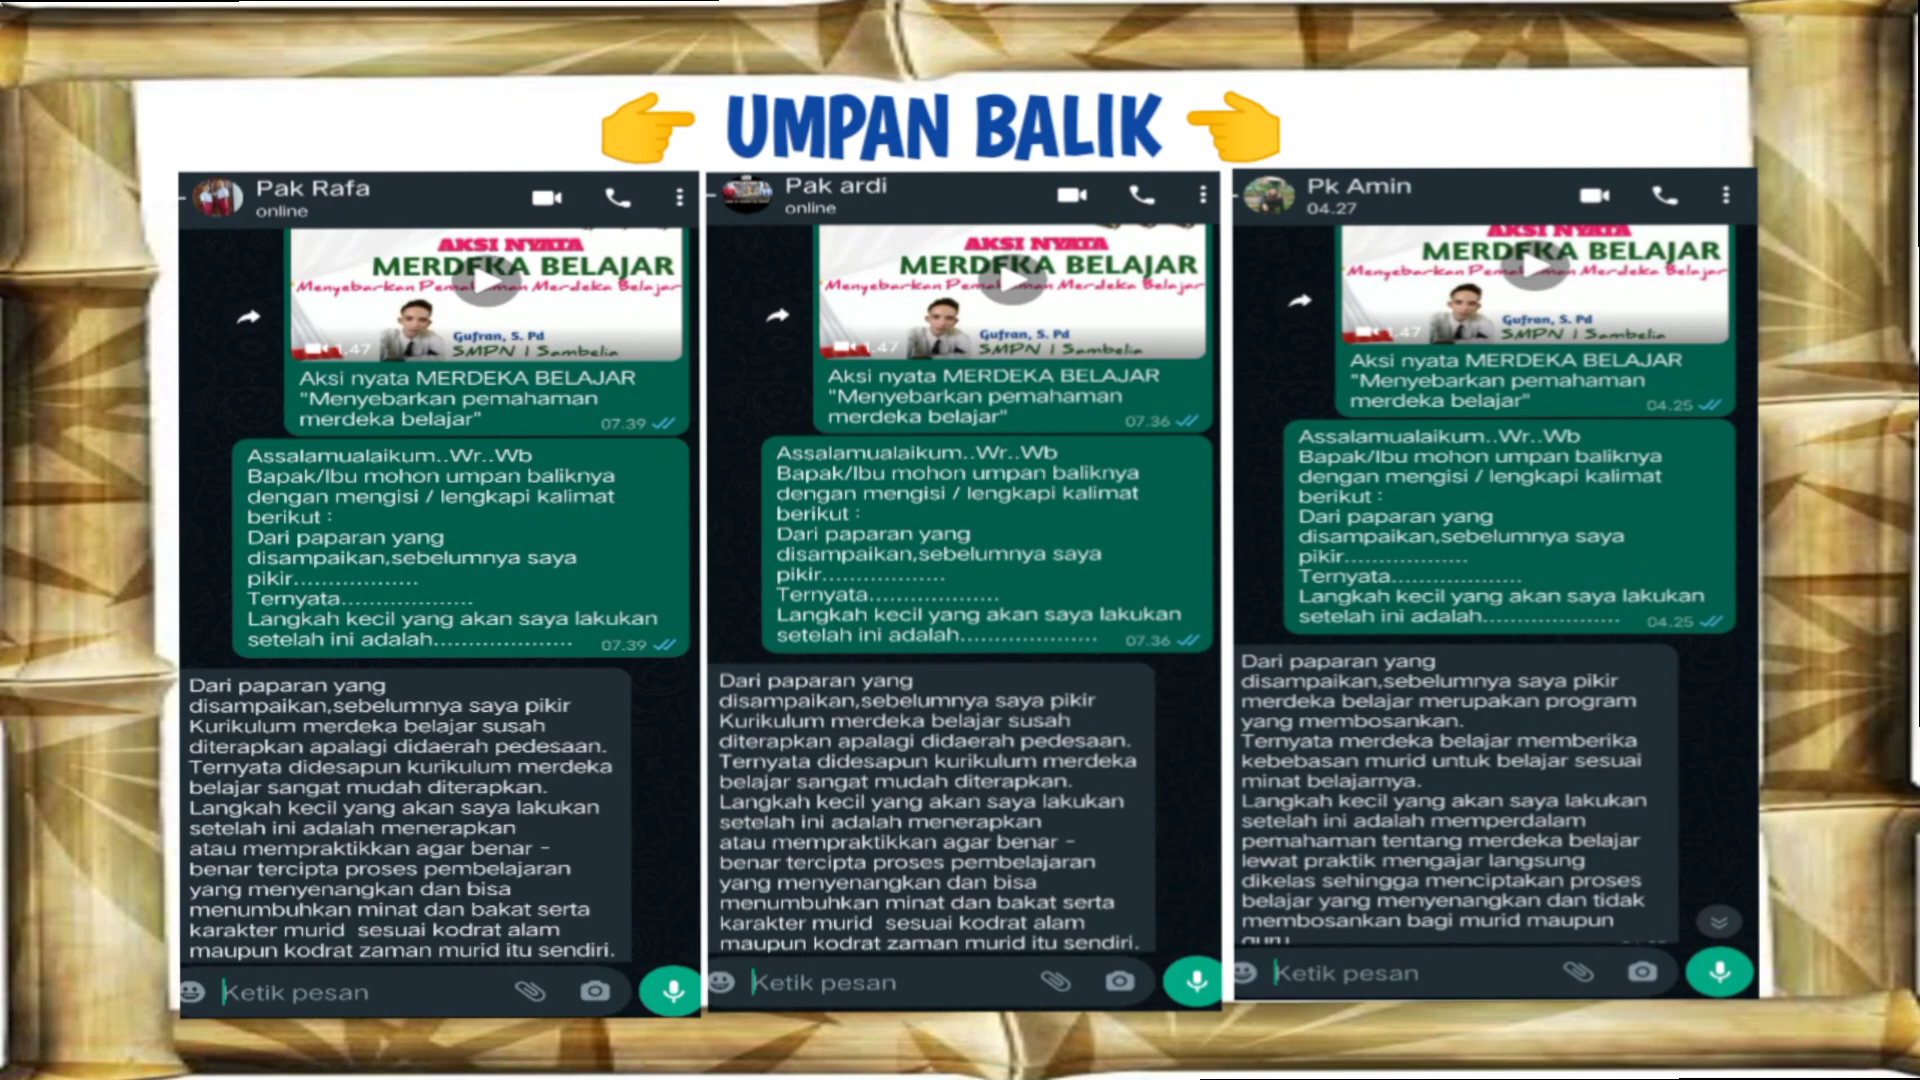 UMPAN BALIK
Pak Rafa
online
AKSI NYATA
MERDEKA BELAJAR
"Menyebarkan Pemahaman Merdeka Belajar
Gufran, S. Pd
SMPN 1 Sambelia
.47
Aksi nyata MERDEKA BELAJAR
"Menyebarkan pemahaman
merdeka belajar"
07.39
Assalamualaikum..Wr..Wb
Bapak/Ibu mohon umpan baliknya
dengan mengisi / lengkapi kalimat
berikut :
Dari paparan yang
disampaikan,sebelumnya saya
pikir..................
Ternyata...................
Langkah kecil yang akan saya lakukan
setelah ini adalah....................
07.39
Dari paparan yang
disampaikan,sebelumnya saya pikir
Kurikulum merdeka belajar susah
diterapkan apalagi didaerah pedesaan.
Ternyata didesapun kurikulum merdeka
belajar sangat mudah diterapkan.
Langkah kecil yang akan saya lakukan
setelah ini adalah menerapkan
atau mempraktikkan agar benar -
benar tercipta proses pembelajaran
yang menyenangkan dan bisa
menumbuhkan minat dan bakat serta
karakter murid  sesuai kodrat alam
maupun kodrat zaman murid itu sendiri.
Ketik pesan
Pak ardi
online
AKSI NYATA
MERDEKA BELAJAR
"Menyebarkan Pemahaman Merdeka Belajar
Gufran, S. Pd
SMPN 1 Sambelia
.47
Aksi nyata MERDEKA BELAJAR
"Menyebarkan pemahaman
merdeka belajar"
07.36
Assalamualaikum..Wr..Wb
Bapak/Ibu mohon umpan baliknya
dengan mengisi / lengkapi kalimat
berikut :
Dari paparan yang
disampaikan,sebelumnya saya
pikir..................
Ternyata...................
Langkah kecil yang akan saya lakukan
setelah ini adalah....................
07.36
Dari paparan yang
disampaikan,sebelumnya saya pikir
Kurikulum merdeka belajar susah
diterapkan apalagi didaerah pedesaan.
Ternyata didesapun kurikulum merdeka
belajar sangat mudah diterapkan.
Langkah kecil yang akan saya lakukan
setelah ini adalah menerapkan
atau mempraktikkan agar benar -
benar tercipta proses pembelajaran
yang menyenangkan dan bisa
menumbuhkan minat dan bakat serta
karakter murid  sesuai kodrat alam
maupun kodrat zaman murid itu sendiri.
Ketik pesan
Pk Amin
04.27
AKSI NYATA
MERDEKA BELAJAR
"Menyebarkan Pemahaman Merdeka Belajar
Gufran, S. Pd
SMPN 1 Sambelia
.47
Aksi nyata MERDEKA BELAJAR
"Menyebarkan pemahaman
merdeka belajar"
04.25
Assalamualaikum..Wr..Wb
Bapak/Ibu mohon umpan baliknya
dengan mengisi / lengkapi kalimat
berikut :
Dari paparan yang
disampaikan,sebelumnya saya
pikir..................
Ternyata...................
Langkah kecil yang akan saya lakukan
setelah ini adalah....................
04.25
Dari paparan yang
disampaikan,sebelumnya saya pikir
merdeka belajar merupakan program
yang membosankan.
Ternyata merdeka belajar memberika
kebebasan murid untuk belajar sesuai
minat belajarnya.
Langkah kecil yang akan saya lakukan
setelah ini adalah memperdalam
pemahaman tentang merdeka belajar
lewat praktik mengajar langsung
dikelas sehingga menciptakan proses
belajar yang menyenangkan dan tidak
membosankan bagi murid maupun
guru
Ketik pesan